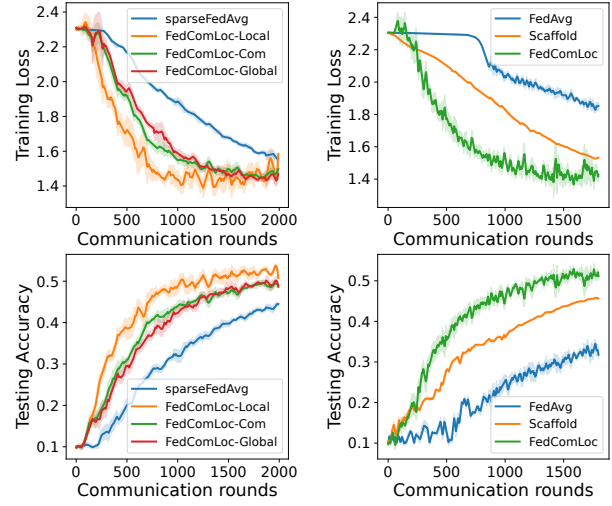 2.4
2.2
2.0
1.8
1.6
1.4
Training Loss
sparseFedAvg
FedComLoc-Local
FedComLoc-Com
FedComLoc-Global
0 500 1000 1500 2000
Communication rounds
2.4
2.2
2.0
1.8
1.6
1.4
Training Loss
FedAvg
Scaffold
FedComLoc
0 500 1000 1500
Communication rounds
0.5
0.4
0.3
0.2
0.1
Testing Accuracy
sparseFedAvg
FedComLoc-Local
FedComLoc-Com
FedComLoc-Global
0 500 1000 1500 2000
Communication rounds
0.5
0.4
0.3
0.2
0.1
Testing Accuracy
FedAvg
Scaffold
FedComLoc
0 500 1000 1500
Communication rounds